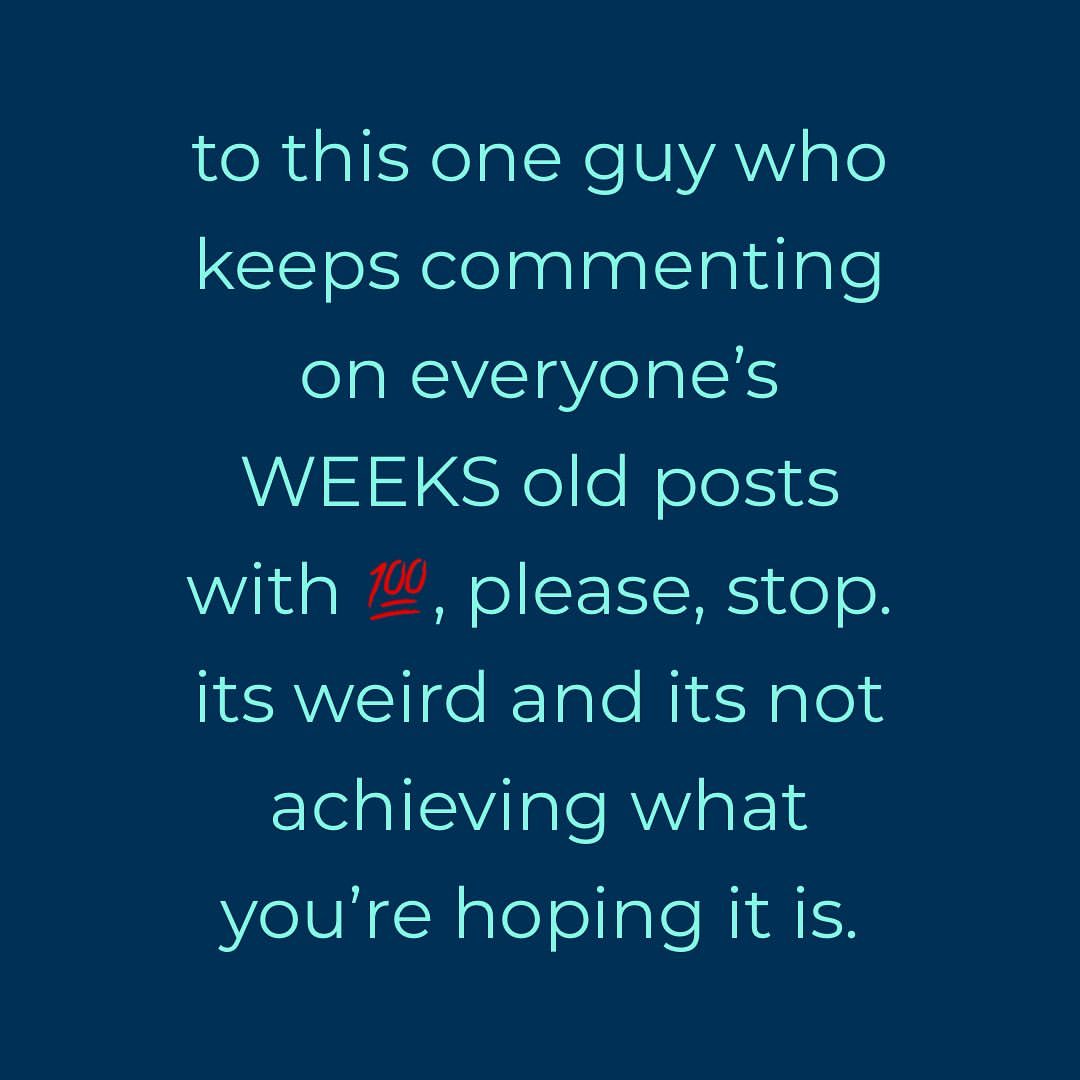 to this one guy who
keeps commenting
on everyone’s
WEEKS old posts
with 💯, please, stop.
its weird and its not
achieving what
you’re hoping it is.